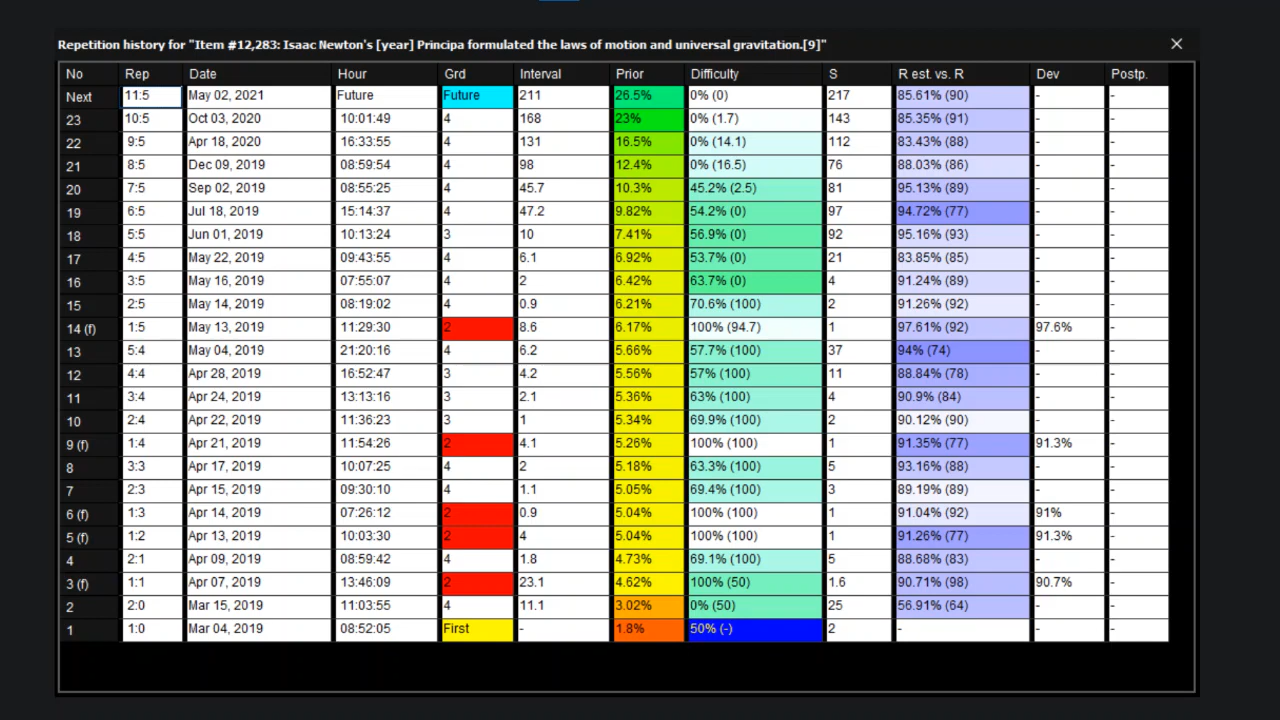 Repetition history for "Item #12,283: Isaac Newton's [year] Principa formulated the laws of motion and universal gravitation.[9]"
No Rep Date Hour Grd Interval Prior Difficulty S R est. vs. R Dev Postp.
Next 11:5 May 02, 2021 Future Future 211 26.5% 0% (0) 217 85.61% (90) - -
23 10:5 Oct 03, 2020 10:01:49 4 168 23% 0% (1.7) 143 85.35% (91) - -
22 9:5 Apr 18, 2020 16:33:55 4 131 16.5% 0% (14.1) 112 83.43% (88) - -
21 8:5 Dec 09, 2019 08:59:54 4 98 12.4% 0% (16.5) 76 88.03% (86) - -
20 7:5 Sep 02, 2019 08:55:25 4 45.7 10.3% 45.2% (2.5) 81 95.13% (89) - -
19 6:5 Jul 18, 2019 15:14:37 4 47.2 9.82% 54.2% (0) 97 94.72% (77) - -
18 5:5 Jun 01, 2019 10:13:24 3 10 7.41% 56.9% (0) 92 95.16% (93) - -
17 4:5 May 22, 2019 09:43:55 4 6.1 6.92% 53.7% (0) 21 83.85% (85) - -
16 3:5 May 16, 2019 07:55:07 4 2 6.42% 63.7% (0) 4 91.24% (89) - -
15 2:5 May 14, 2019 08:19:02 4 0.9 6.21% 70.6% (100) 2 91.26% (92) - -
14 (f) 1:5 May 13, 2019 11:29:30 2 8.6 6.17% 100% (94.7) 1 97.61% (92) 97.6% -
13 5:4 May 04, 2019 21:20:16 4 6.2 5.66% 57.7% (100) 37 94% (74) - -
12 4:4 Apr 28, 2019 16:52:47 3 4.2 5.56% 57% (100) 11 88.84% (78) - -
11 3:4 Apr 24, 2019 13:13:16 3 2.1 5.36% 63% (100) 4 90.9% (84) - -
10 2:4 Apr 22, 2019 11:36:23 3 1 5.34% 69.9% (100) 2 90.12% (90) - -
9 (f) 1:4 Apr 21, 2019 11:54:26 2 4.1 5.26% 100% (100) 1 91.35% (77) 91.3% -
8 3:3 Apr 17, 2019 10:07:25 4 2 5.18% 63.3% (100) 5 93.16% (88) - -
7 2:3 Apr 15, 2019 09:30:10 4 1.1 5.05% 69.4% (100) 3 89.19% (89) - -
6 (f) 1:3 Apr 14, 2019 07:26:12 2 0.9 5.04% 100% (100) 1 91.04% (92) 91% -
5 (f) 1:2 Apr 13, 2019 10:03:30 2 4 5.04% 100% (100) 1 91.26% (77) 91.3% -
4 2:1 Apr 09, 2019 08:59:42 4 1.8 4.73% 69.1% (100) 5 88.68% (83) - -
3 (f) 1:1 Apr 07, 2019 13:46:09 2 23.1 4.62% 100% (50) 1.6 90.71% (98) 90.7% -
2 2:0 Mar 15, 2019 11:03:55 4 11.1 3.02% 0% (50) 25 56.91% (64) - -
1 1:0 Mar 04, 2019 08:52:05 First - 1.8% 50% (-) 2 - - -